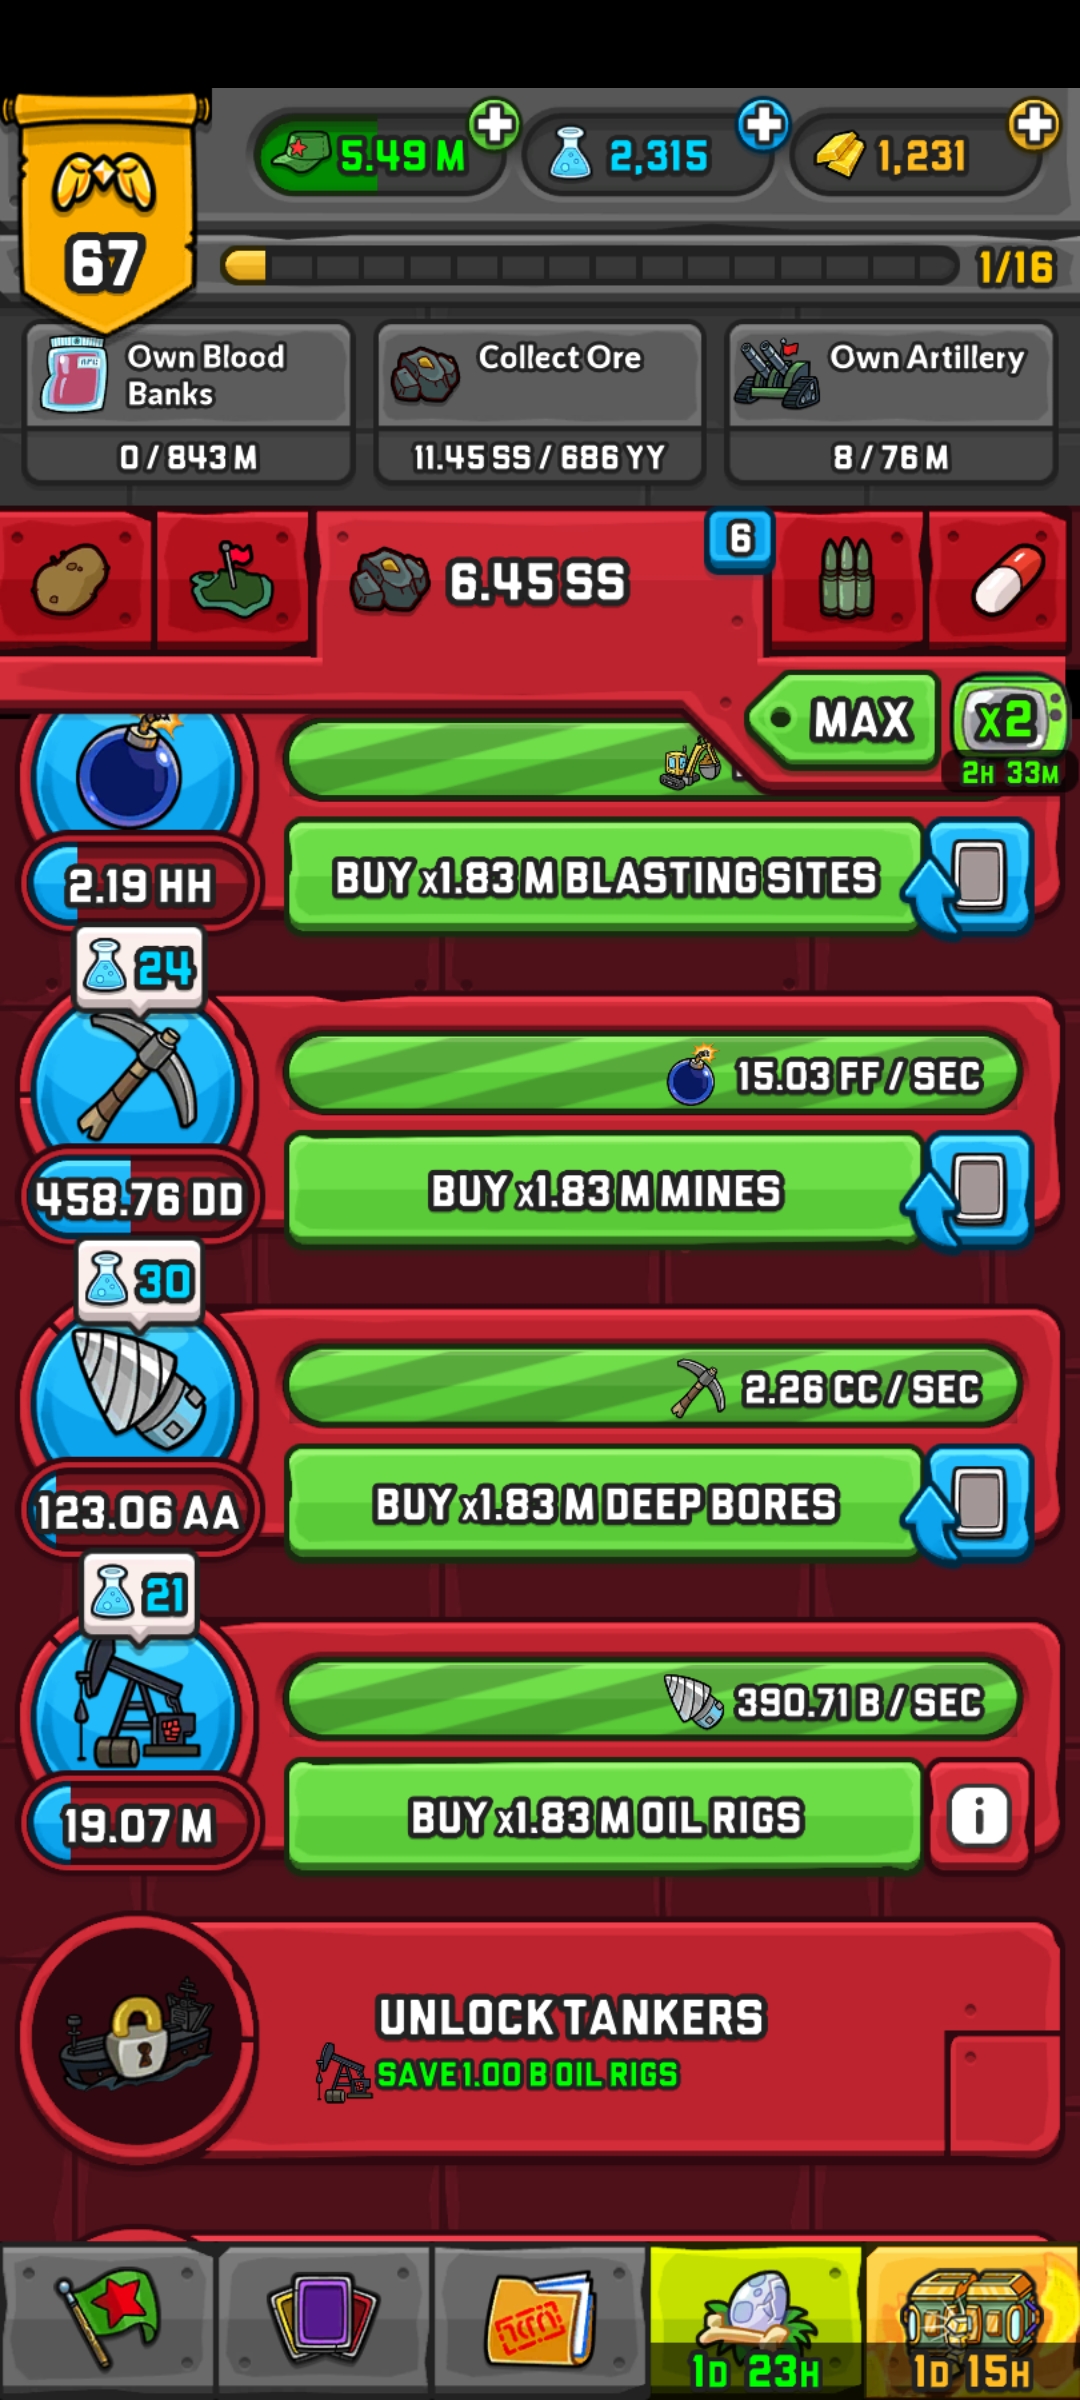 5.49 M
2,315
1,231
67
1/16
Own Blood
Banks
0 / 843 M
Collect Ore
11.45 SS / 686 YY
Own Artillery
8 / 76 M
6.45 SS
6
MAX
x2
2H 33M
2.19 HH
BUY x1.83 M BLASTING SITES
24
15.03 FF / SEC
458.76 DD
BUY x1.83 M MINES
30
2.26 CC / SEC
123.06 AA
BUY x1.83 M DEEP BORES
21
390.71 B / SEC
19.07 M
BUY x1.83 M OIL RIGS
i
UNLOCK TANKERS
SAVE 1.00 B OIL RIGS
1D 23H
1D 15H